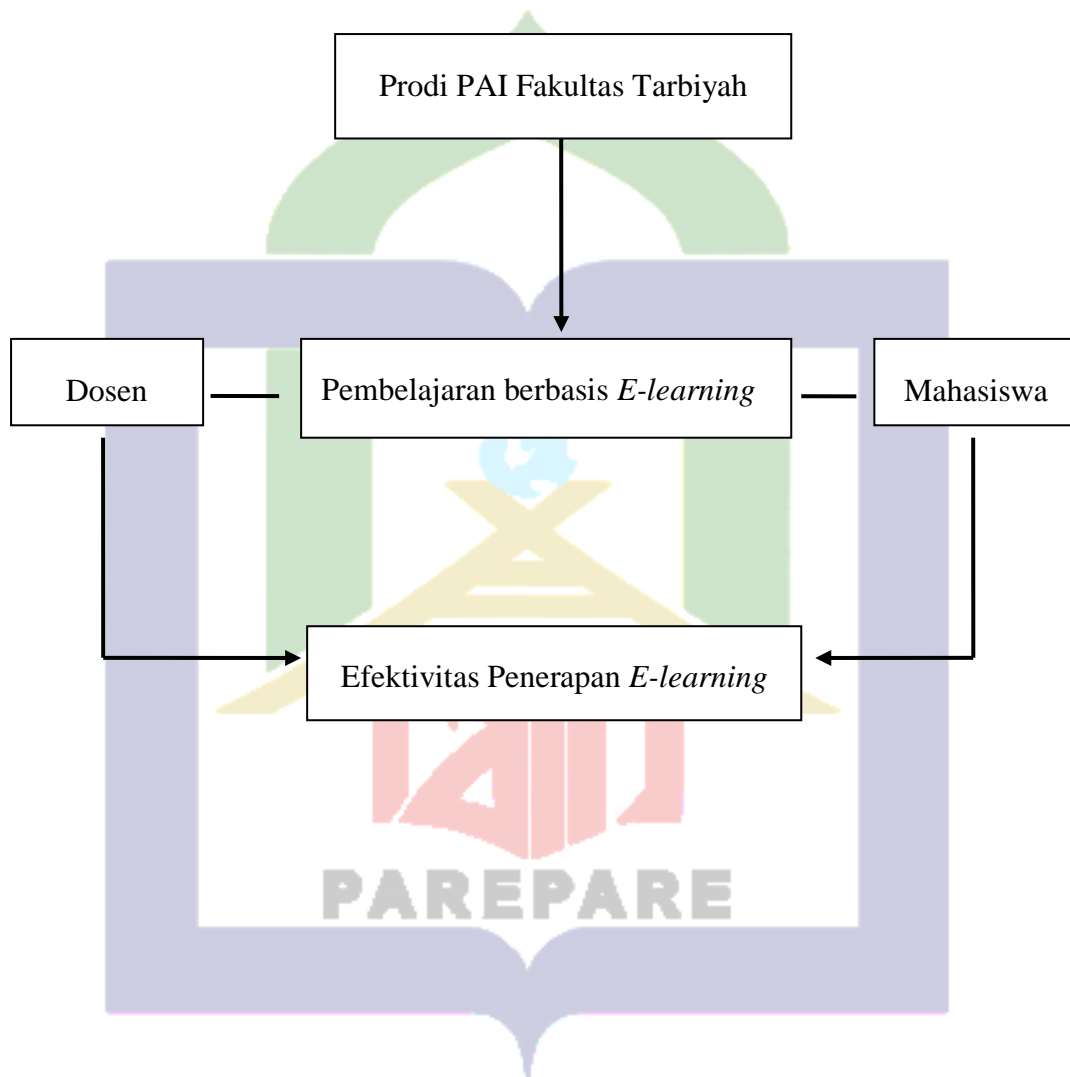 Prodi PAI Fakultas Tarbiyah
Dosen
Pembelajaran berbasis E-learning
Mahasiswa
Efektivitas Penerapan E-learning
PAREPARE